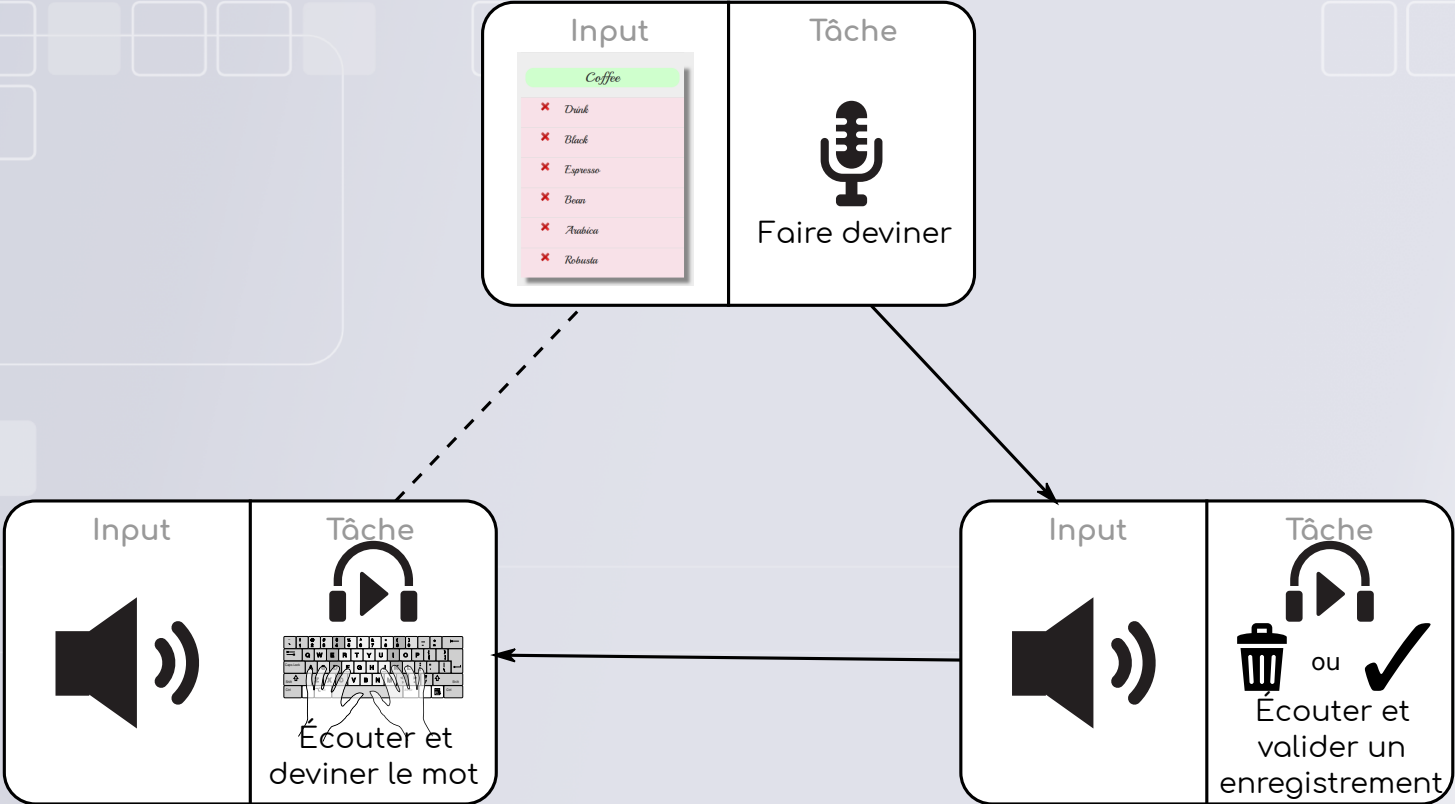 Input
Tâche
Coffee
Drink
Black
Espresso
Bean
Arabica
Robusta
Faire deviner
Input
Tâche
Écouter et
deviner le mot
Input
Tâche
ou
Écouter et
valider un
enregistrement